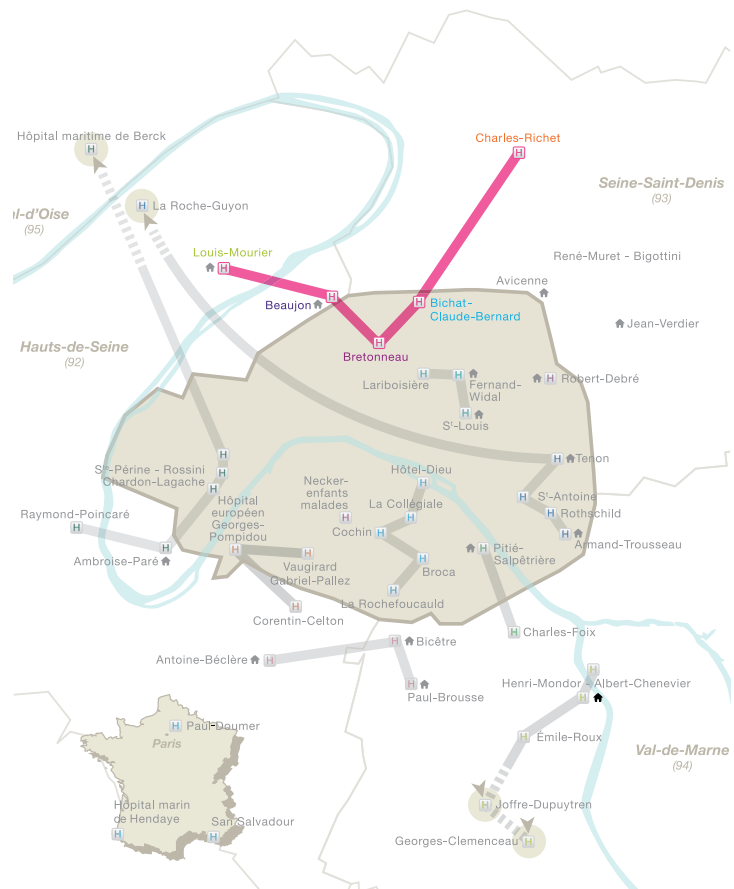 Hôpital maritime de Berck
H
Charles-Richet
H
Seine-Saint-Denis
(93)
H La Roche-Guyon
l-d'Oise
(95)
Louis-Mourier
H
René-Muret - Bigottini
Avicenne
Beaujon
H
H
Bichat-
Claude-Bernard
Jean-Verdier
Hauts-de-Seine
(92)
H
Bretonneau
H
Lariboisière
H
Fernand-
Widal
H
Robert-Debré
H
St-Louis
H
Tenon
H
H
H
Ste-Périne - Rossini
Chardon-Lagache
Hôtel-Dieu
H
Necker-
enfants
malades
H
La Collégiale
H
H
St-Antoine
H
Rothschild
H
Armand-Trousseau
Hôpital
européen
Georges-
Pompidou
H
Raymond-Poincaré
H
Ambroise-Paré
H
Cochin
H
Vaugirard
Gabriel-Pallez
H
Broca
H
Pitié-
Salpêtrière
H
La Rochefoucauld
H
Corentin-Celton
H
Charles-Foix
H
Bicêtre
H
Antoine-Béclère
H
Paul-Brousse
H
Henri-Mondor - Albert-Chenevier
H
H
Émile-Roux
H
Val-de-Marne
(94)
H
Paul-Doumer
Paris
Joffre-Dupuytren
H
Georges-Clemenceau
H
Hôpital marin
de Hendaye
H
San Salvadour
H